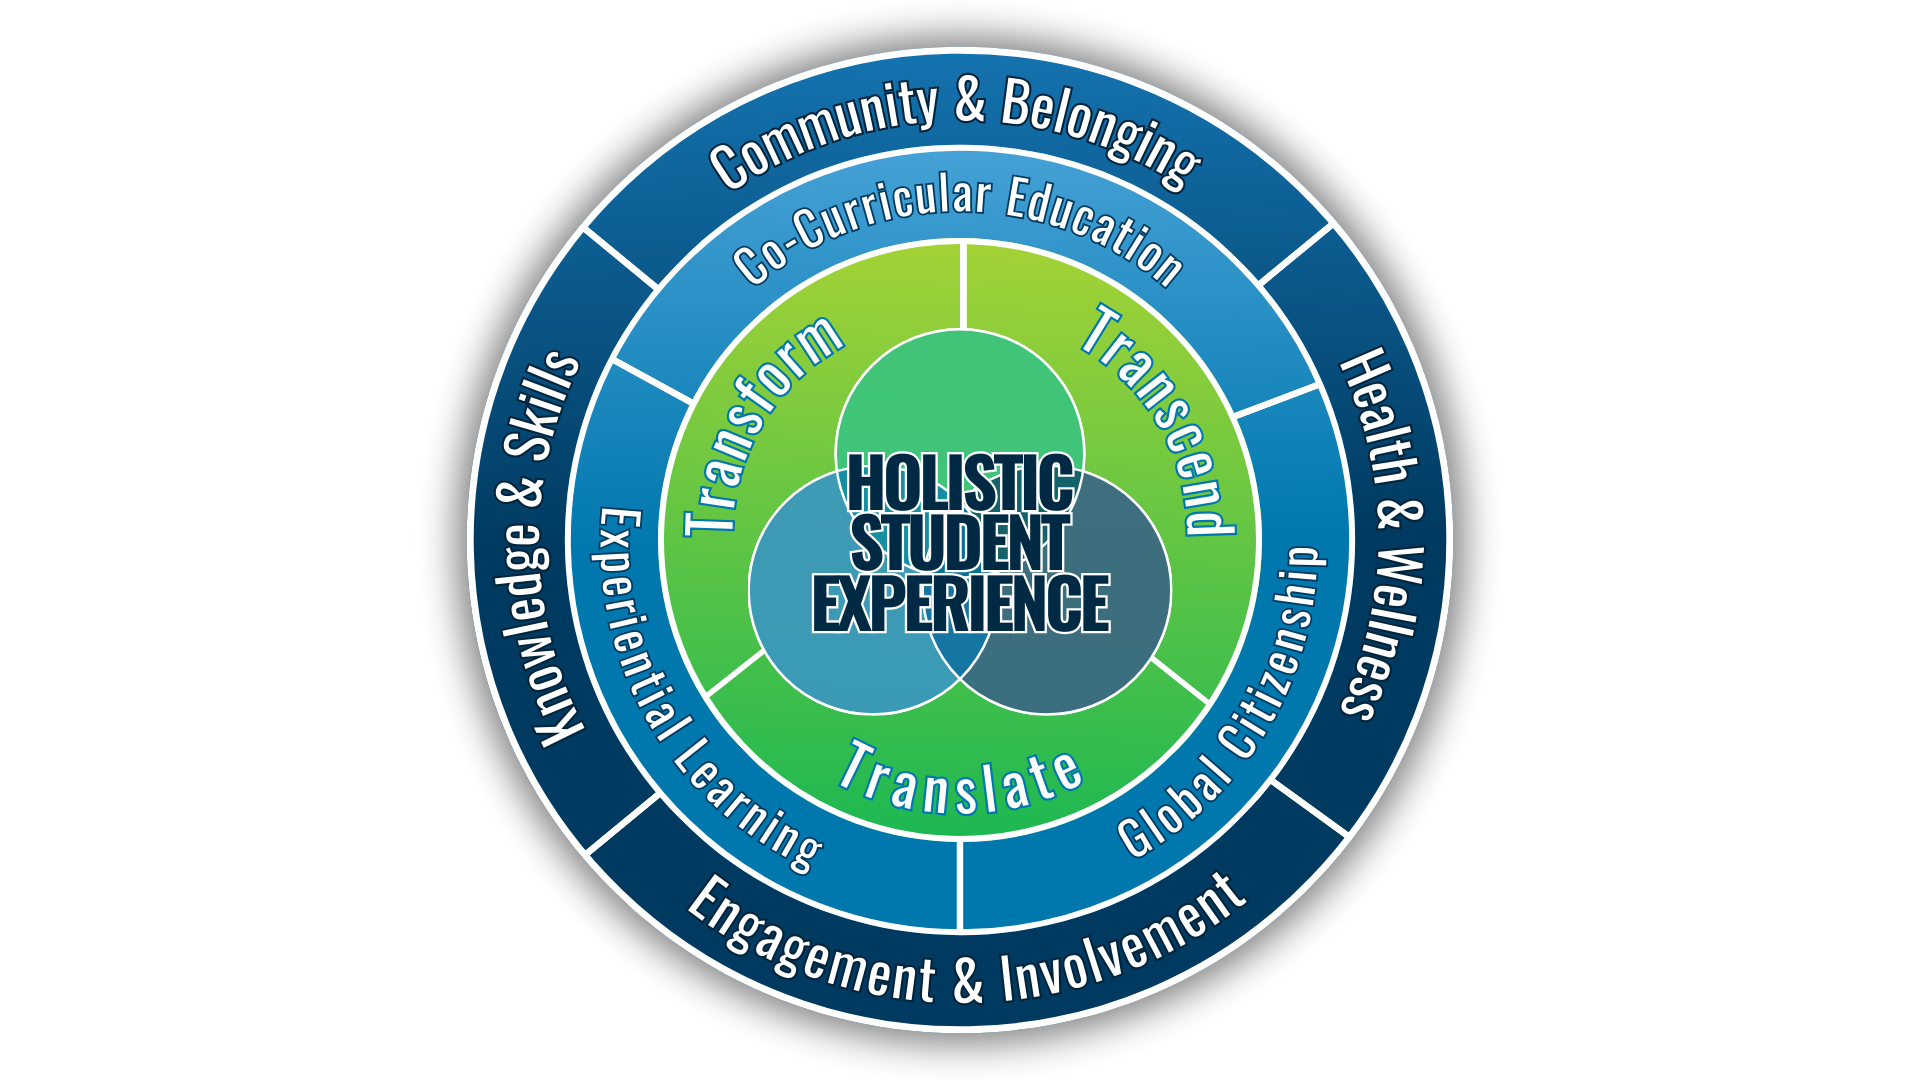 Community & Belonging
Co-Curricular Education
Transform
Transcend
Knowledge & Skills
Health & Wellness
HOLISTIC
STUDENT
EXPERIENCE
Experiential Learning
Global Citizenship
Translate
Engagement & Involvement